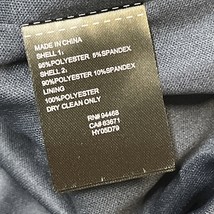 MADE IN CHINA
SHELL 1:
95%POLYESTER 5%SPANDEX
SHELL 2:
90%POLYESTER 10%SPANDEX
LINING
100%POLYESTER
DRY CLEAN ONLY
RN# 94468
CA# 63671
HY05D79